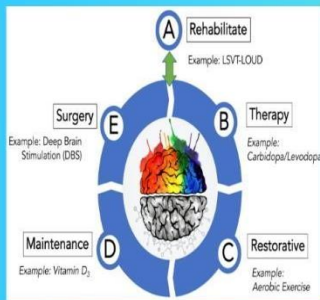 A
Rehabilitate
Example: LSVT-LOUD
B
Therapy
Example:
Carbidopa/Levodopa
C
Restorative
Example:
Aerobic Exercise
D
Maintenance
Example: Vitamin D₂
E
Surgery
Example: Deep Brain
Stimulation (DBS)